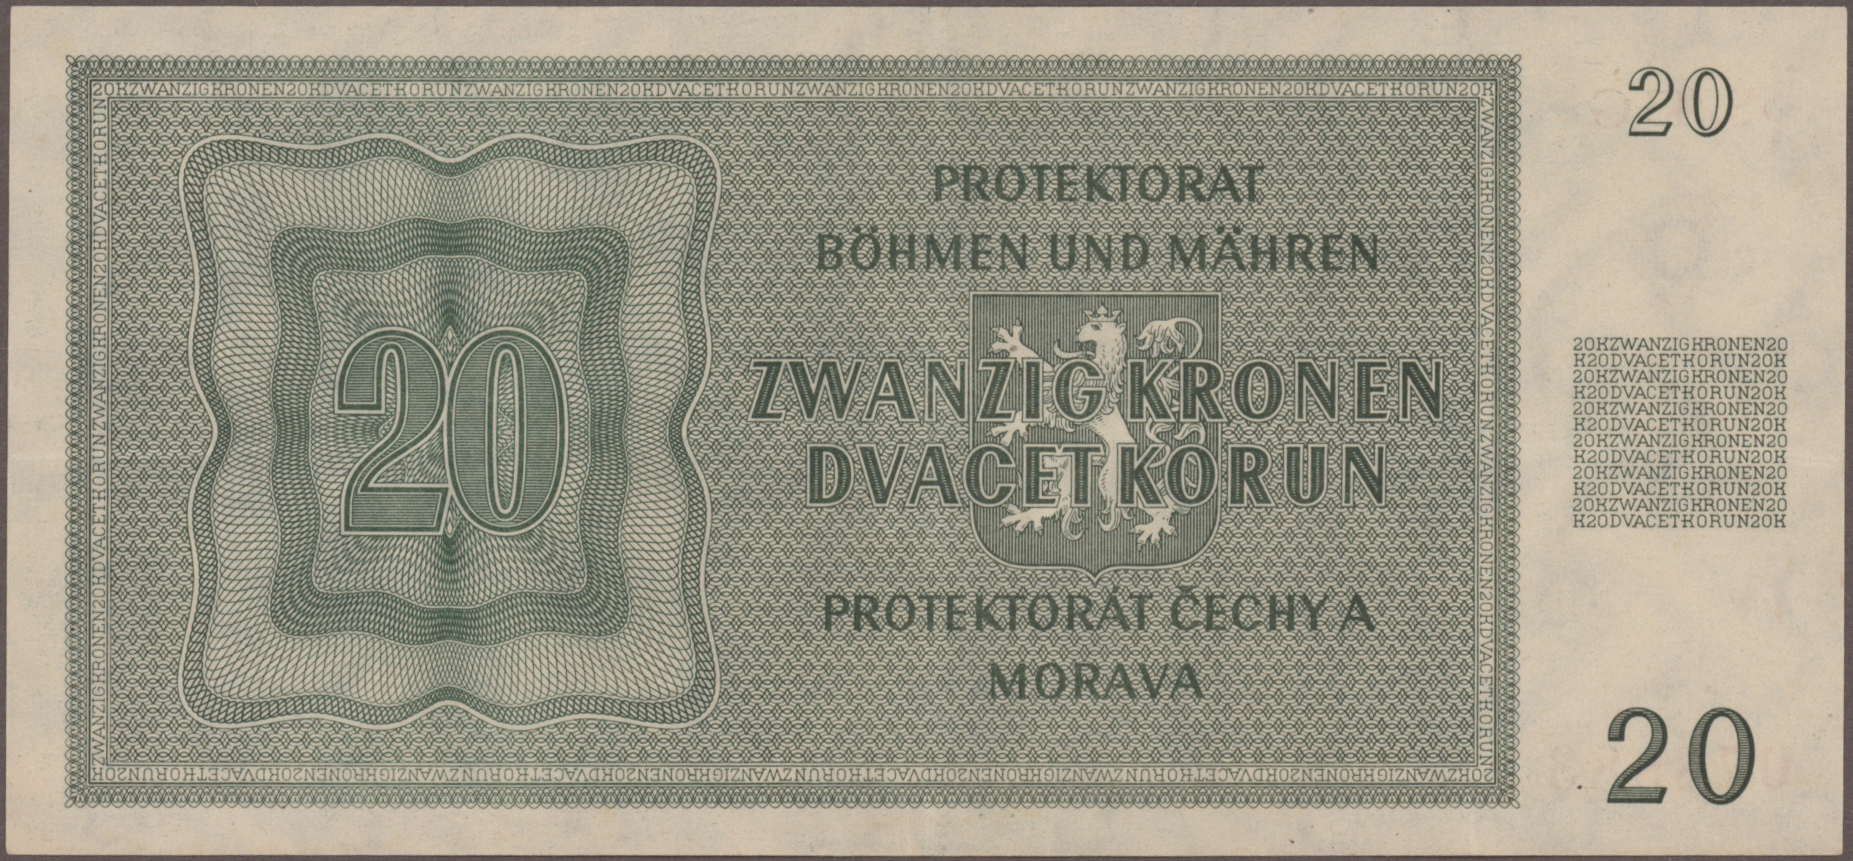 20KZWANZIGKRONEN20KDVACETKORUNZWANZIGKRONEN20KDVACETKORUNZWANZIGKRONEN20KDVACETKORUNZWANZIGKRONEN20KDVACETKORUN20K
20
PROTEKTORAT
BÖHMEN UND MÄHREN
20
ZWANZIG KRONEN
DVACET KORUN
PROTEKTORÁT ČECHY A
MORAVA
20KZWANZIGKRONEN20
K20DVACETKORUN20K
20KZWANZIGKRONEN20
K20DVACETKORUN20K
20KZWANZIGKRONEN20
K20DVACETKORUN20K
20KZWANZIGKRONEN20
K20DVACETKORUN20K
20KZWANZIGKRONEN20
K20DVACETKORUN20K
20KZWANZIGKRONEN20
K20DVACETKORUN20K
20